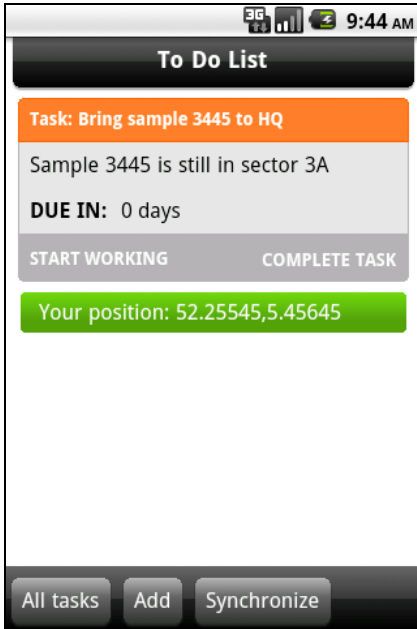 3G 9:44 AM
To Do List
Task: Bring sample 3445 to HQ
Sample 3445 is still in sector 3A
DUE IN: 0 days
START WORKING COMPLETE TASK
Your position: 52.25545,5.45645
All tasks Add Synchronize